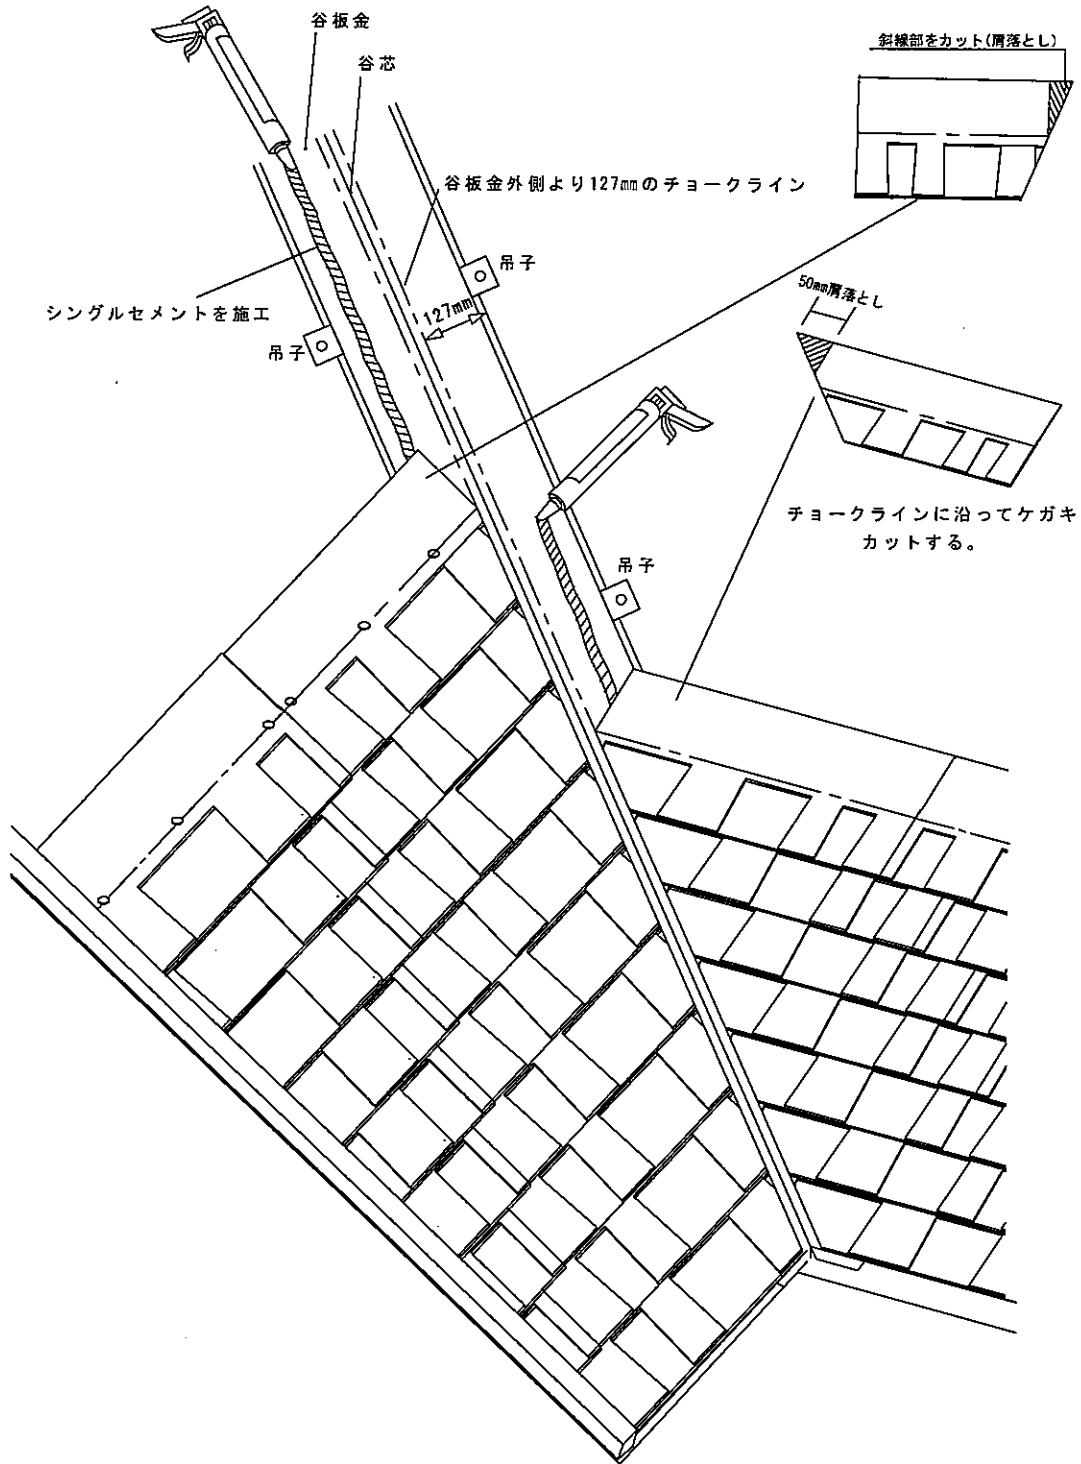 谷板金
斜線部をカット(肩落とし)
谷芯
谷板金外側より127mmのチョークライン
吊子
50mm肩落とし
シングルセメントを施工
127mm
吊子
チョークラインに沿ってケガキ
カットする。
吊子